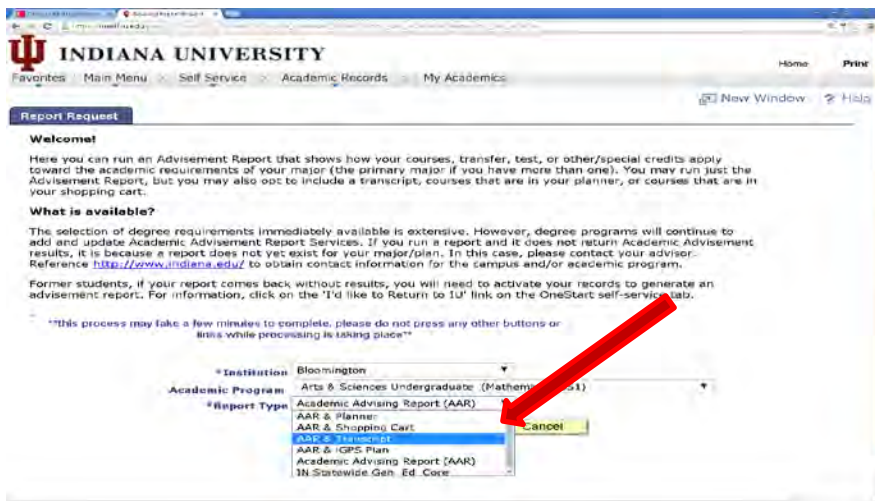 INDIANA UNIVERSITY
Home Print
Favorites Main Menu > Self Service > Academic Records > My Academics
New Window ? Help
Report Request
Welcome!
Here you can run an Advisement Report that shows how your courses, transfer, test, or other/special credits apply
toward the academic requirements of your major (the primary major if you have more than one). You may run just the
Advisement Report, but you may also opt to include a transcript, courses that are in your planner, or courses that are in
your shopping cart.
What is available?
The selection of degree requirements immediately available is extensive. However, degree programs will continue to
add and update Academic Advisement Report Services. If you run a report and it does not return Academic Advisement
results, it is because a report does not yet exist for your major/plan. In this case, please contact your advisor.
Reference http://www.indiana.edu/ to obtain contact information for the campus and/or academic program.
Former students, if your report comes back without results, you will need to activate your records to generate an
advisement report. For information, click on the 'I'd like to Return to IU' link on the OneStart self-service tab.
**this process may take a few minutes to complete, please do not press any other buttons or
links while processing is taking place**
*Institution Bloomington
Academic Program Arts & Sciences Undergraduate
*Report Type Academic Advising Report (AAR)
AAR & Planner
AAR & Shopping Cart Cancel
AAR & Transcript
AAR & iGPS Plan
Academic Advising Report (AAR)
IN Statewide Gen Ed Core